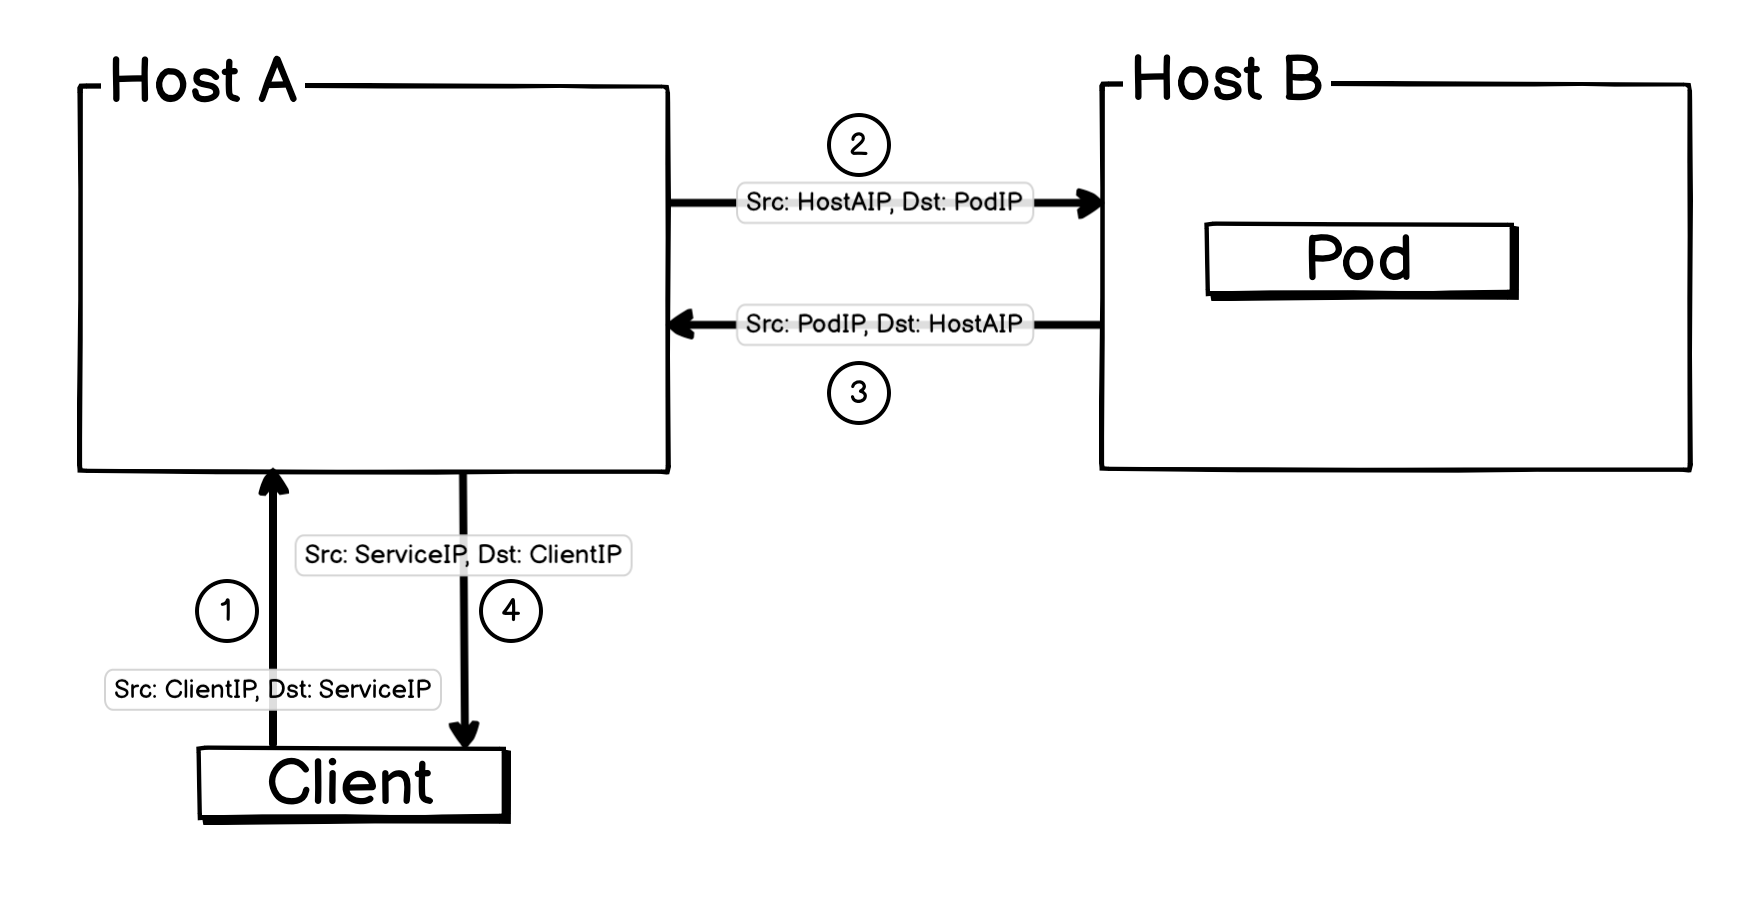 Host A
Host B
2
Src: HostAIP, Dst: PodIP
Pod
Src: PodIP, Dst: HostAIP
3
Src: ServiceIP, Dst: ClientIP
1
4
Src: ClientIP, Dst: ServiceIP
Client